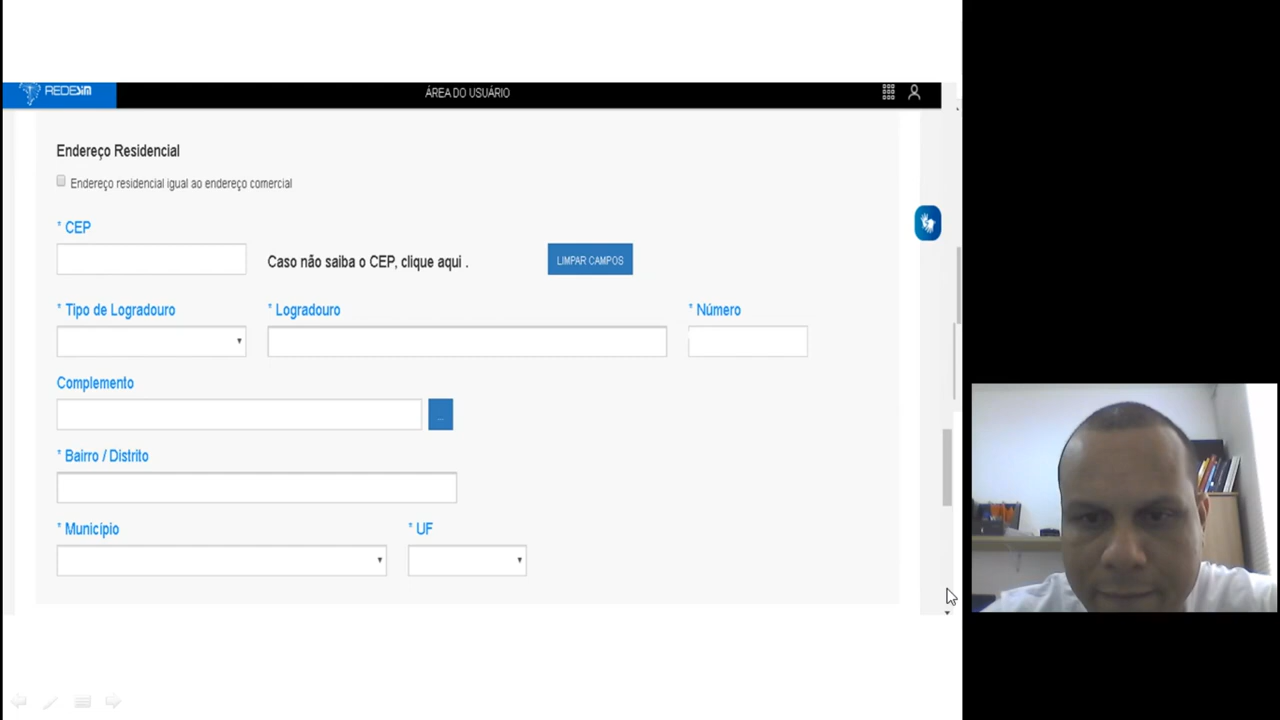 REDESIM
ÁREA DO USUÁRIO
Endereço Residencial
Endereço residencial igual ao endereço comercial
* CEP
Caso não saiba o CEP, clique aqui .
LIMPAR CAMPOS
* Tipo de Logradouro * Logradouro * Número
Complemento
...
* Bairro / Distrito
* Município * UF